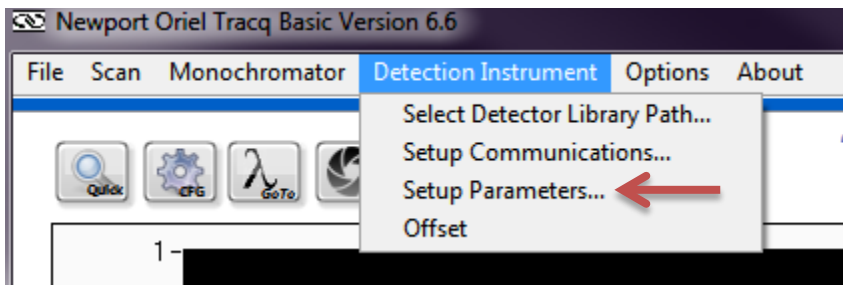 Newport Oriel Tracq Basic Version 6.6
File Scan Monochromator Detection Instrument Options About
Select Detector Library Path...
Setup Communications...
Setup Parameters...
Offset
Quick CFG λ GoTo
1